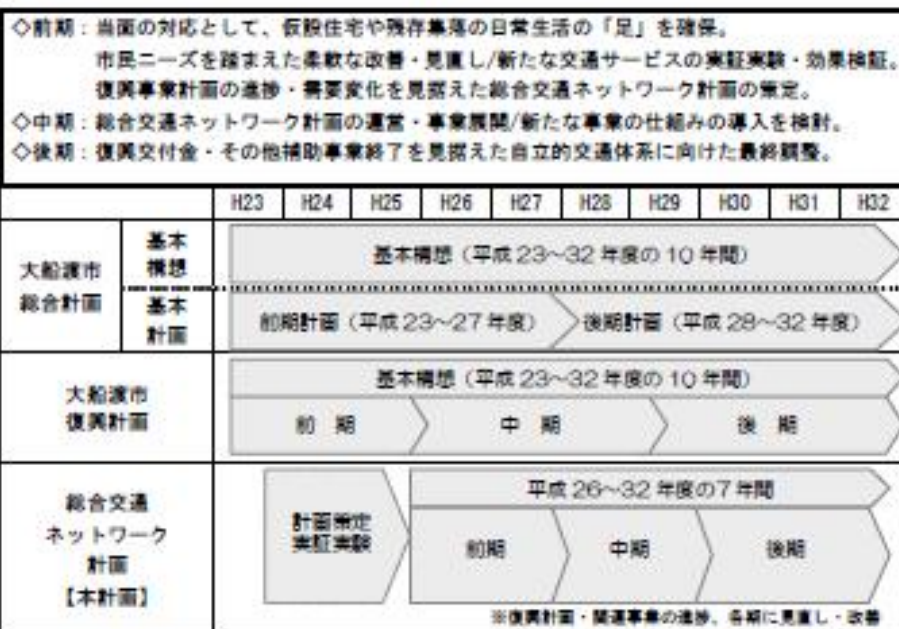 ◇前期：当面の対応として、仮設住宅や残存集落の日常生活の「足」を確保。
市民ニーズを踏まえた柔軟な改善・見直し/新たな交通サービスの実証実験・効果検証。
復興事業計画の進捗・需要変化を見据えた総合交通ネットワーク計画の策定。
◇中期：総合交通ネットワーク計画の運営・事業展開/新たな事業の仕組みの導入を検討。
◇後期：復興交付金・その他補助事業終了を見据えた自立的交通体系に向けた最終調整。
H23 H24 H25 H26 H27 H28 H29 H30 H31 H32
大船渡市
総合計画
基本
構想
基本構想（平成23～32年度の10年間）
基本
計画
前期計画（平成23～27年度） 後期計画（平成28～32年度）
大船渡市
復興計画
基本構想（平成23～32年度の10年間）
前 期 中 期 後 期
総合交通
ネットワーク
計画
【本計画】
計画策定
実証実験
平成26～32年度の7年間
前期 中期 後期
※復興計画・関連事業の進捗、各期に見直し・改善